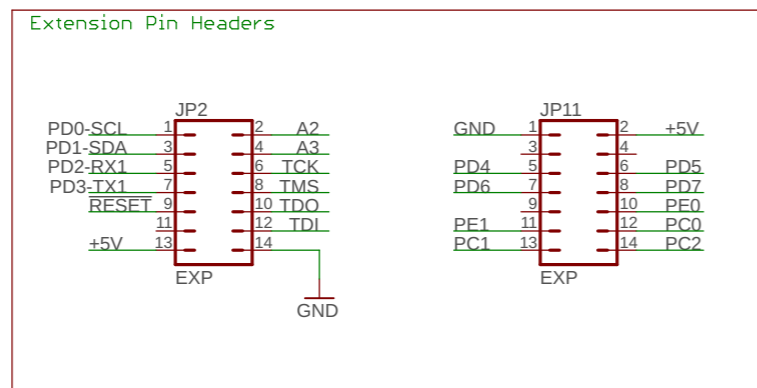 Extension Pin Headers
JP2 JP11
PD0-SCL 1 2 A2 GND 1 2 +5V
PD1-SDA 3 4 A3 3 4
PD2-RX1 5 6 TCK PD4 5 6 PD5
PD3-TX1 7 8 TMS PD6 7 8 PD7
RESET 9 10 TDO 9 10 PE0
11 12 TDI PE1 11 12 PC0
+5V 13 14 PC1 13 14 PC2
EXP EXP
GND